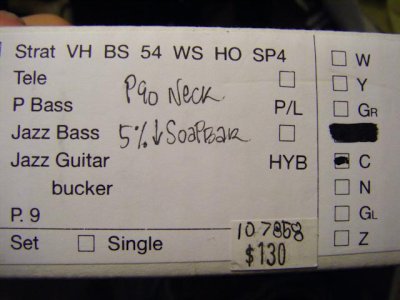 Strat VH BS 54 WS HO SP4
Tele
P Bass
P/L
Jazz Bass
Jazz Guitar
HYB
bucker
P. 9
Set
Single
P90 NECK
5%↓ SOAPBAR
107858
$130
W
Y
GR
C
N
GL
Z